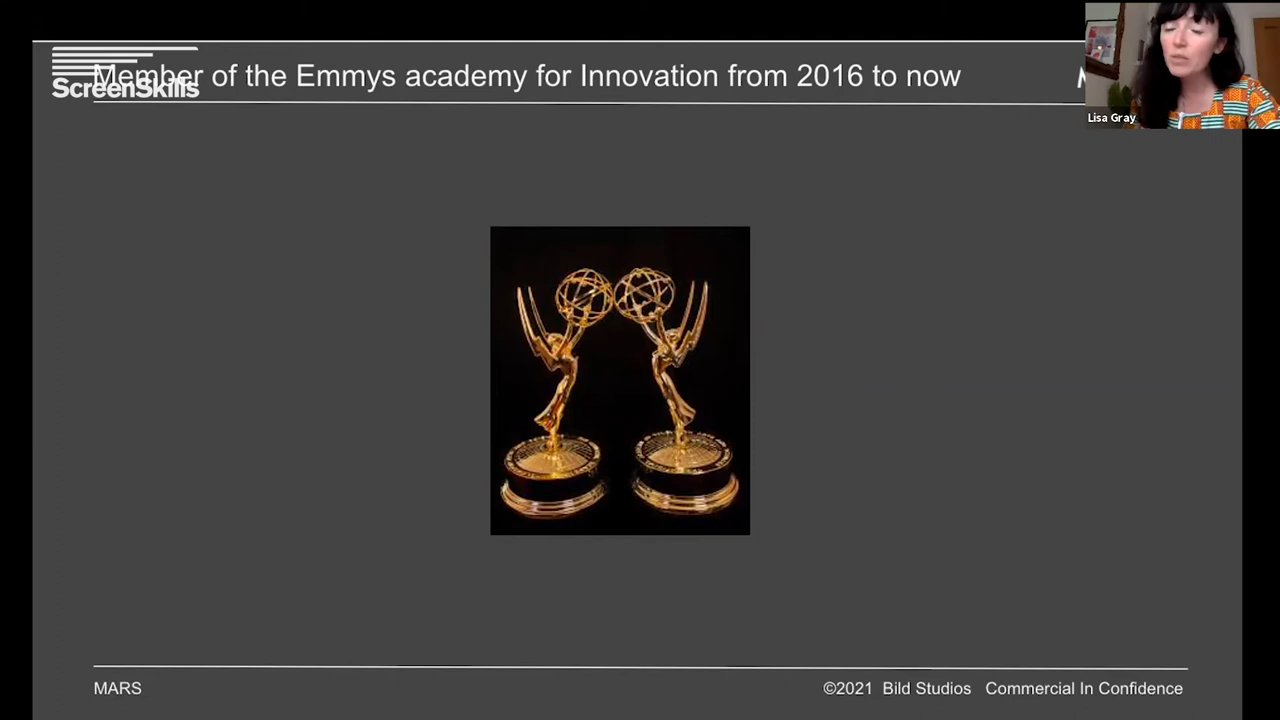 Member of the Emmys academy for Innovation from 2016 to now
ScreenSkills
Lisa Gray
MARS
©2021 Bild Studios Commercial In Confidence